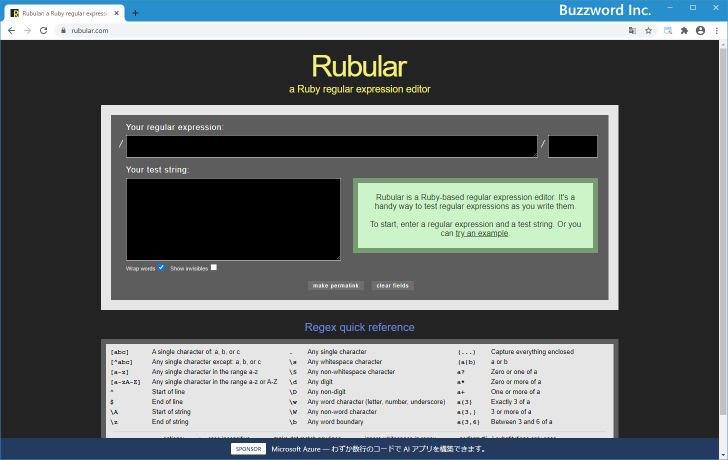 Rubular: a Ruby regular express
Buzzword Inc.
rubular.com
Rubular
a Ruby regular expression editor
Your regular expression:
/ /
Your test string:
Rubular is a Ruby-based regular expression editor. It's a
handy way to test regular expressions as you write them.
To start, enter a regular expression and a test string. Or you
can try an example.
Wrap words Show invisibles
make permalink clear fields
Regex quick reference
[abc] A single character of: a, b, or c . Any single character (...) Capture everything enclosed
[^abc] Any single character except: a, b, or c \s Any whitespace character (a|b) a or b
[a-z] Any single character in the range a-z \S Any non-whitespace character a? Zero or one of a
[a-zA-Z] Any single character in the range a-z or A-Z \d Any digit a* Zero or more of a
^ Start of line \D Any non-digit a+ One or more of a
$ End of line \w Any word character (letter, number, underscore) a{3} Exactly 3 of a
\A Start of string \W Any non-word character a{3,} 3 or more of a
\z End of string \b Any word boundary a{3,6} Between 3 and 6 of a
SPONSOR Microsoft Azure — わずか数行のコードで AI アプリを構築できます。